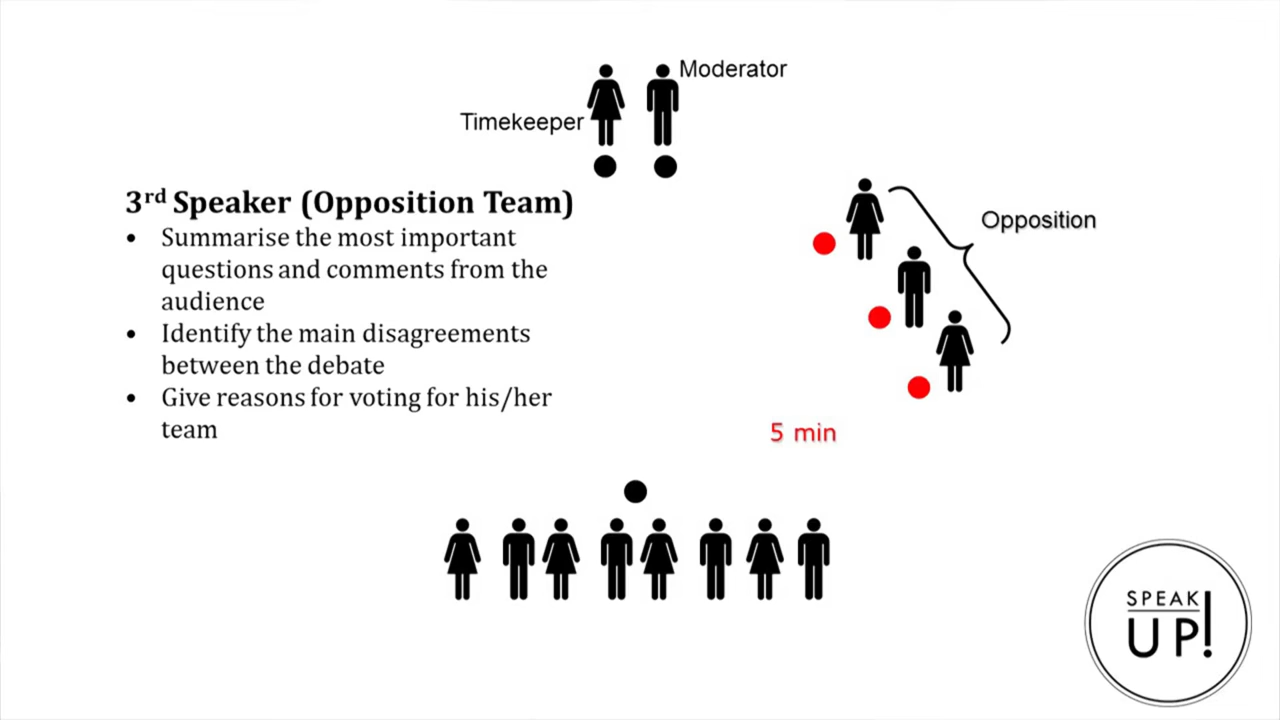 Moderator
Timekeeper
3rd Speaker (Opposition Team)
• Summarise the most important
questions and comments from the
audience
• Identify the main disagreements
between the debate
• Give reasons for voting for his/her
team
Opposition
5 min
SPEAK
UP!